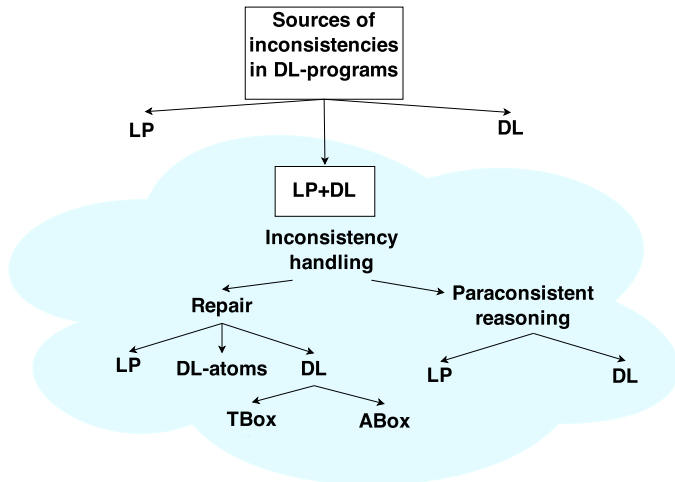 Sources of
inconsistencies
in DL-programs
LP
DL
LP+DL
Inconsistency
handling
Repair
Paraconsistent
reasoning
LP
DL-atoms
DL
LP
DL
TBox
ABox